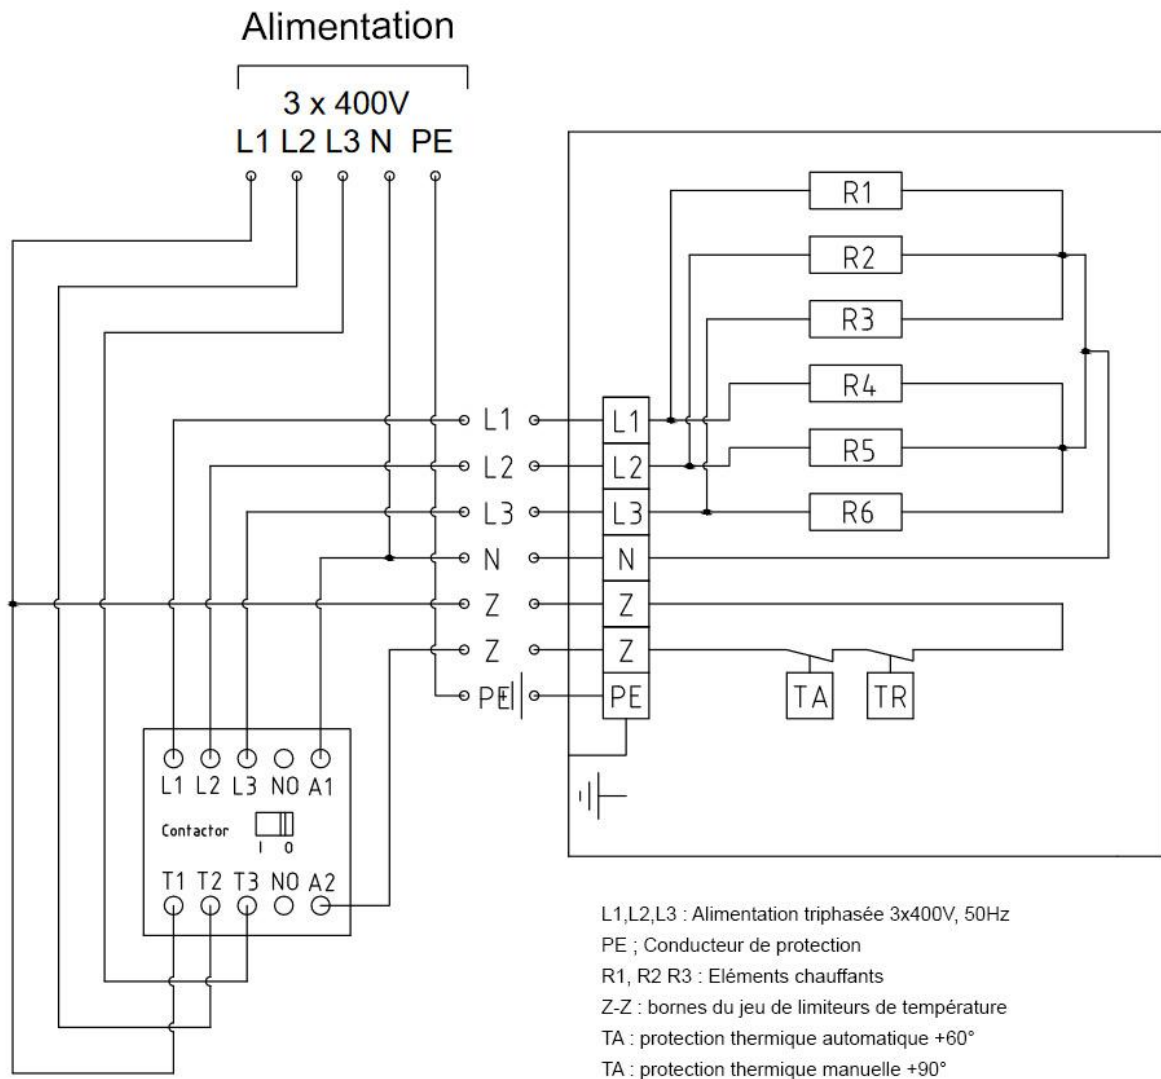 Alimentation
3 x 400V
L1 L2 L3 N PE
R1
R2
R3
R4
R5
R6
L1 L1
L2 L2
L3 L3
N N
Z Z
Z Z
PE PE
TA TR
L1 L2 L3 NO A1
Contactor
I 0
T1 T2 T3 NO A2
L1,L2,L3 : Alimentation triphasée 3x400V, 50Hz
PE ; Conducteur de protection
R1, R2 R3 : Eléments chauffants
Z-Z : bornes du jeu de limiteurs de température
TA : protection thermique automatique +60°
TA : protection thermique manuelle +90°